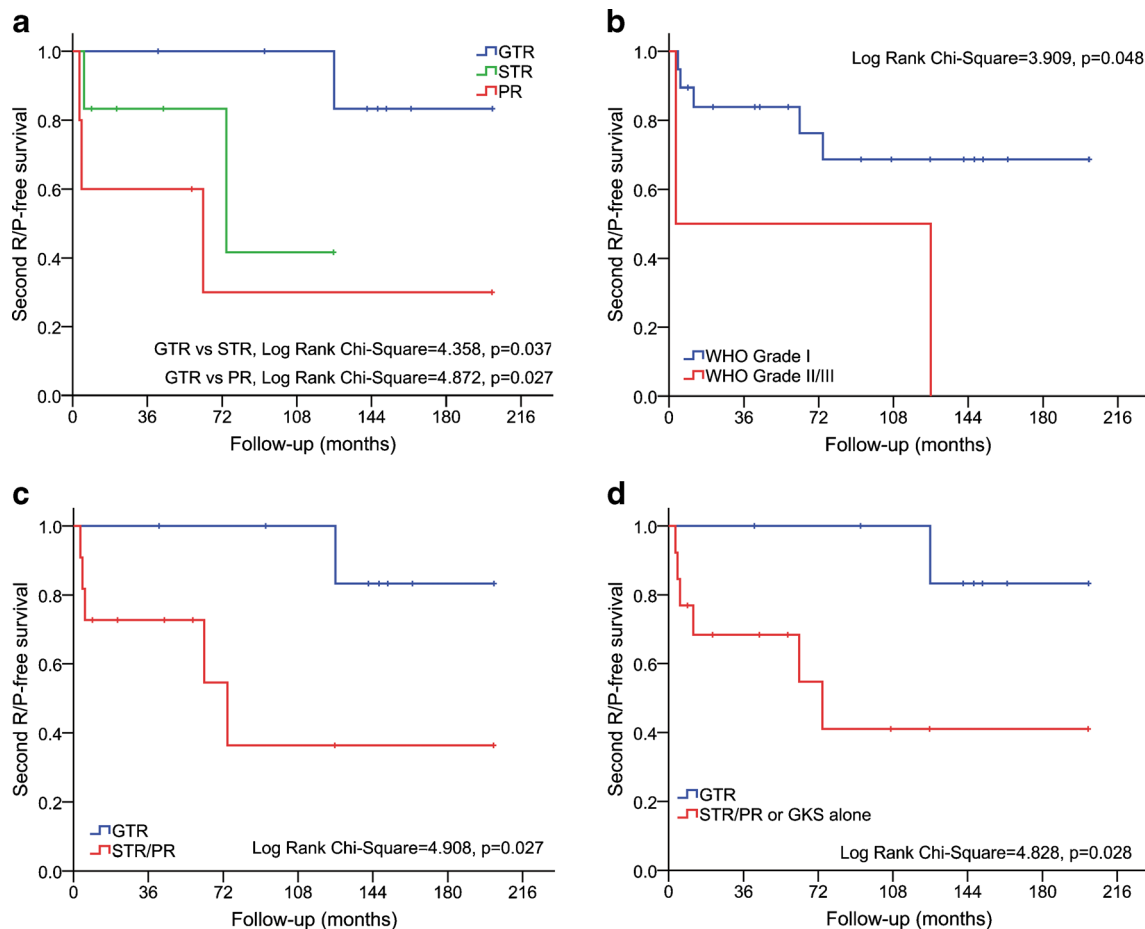 a
1.0
0.8
0.6
0.4
0.2
0.0
Second R/P-free survival
GTR
STR
PR
GTR vs STR, Log Rank Chi-Square=4.358, p=0.037
GTR vs PR, Log Rank Chi-Square=4.872, p=0.027
0 36 72 108 144 180 216
Follow-up (months)
b
1.0
0.8
0.6
0.4
0.2
0.0
Second R/P-free survival
Log Rank Chi-Square=3.909, p=0.048
WHO Grade I
WHO Grade II/III
0 36 72 108 144 180 216
Follow-up (months)
c
1.0
0.8
0.6
0.4
0.2
0.0
Second R/P-free survival
GTR
STR/PR
Log Rank Chi-Square=4.908, p=0.027
0 36 72 108 144 180 216
Follow-up (months)
d
1.0
0.8
0.6
0.4
0.2
0.0
Second R/P-free survival
GTR
STR/PR or GKS alone
Log Rank Chi-Square=4.828, p=0.028
0 36 72 108 144 180 216
Follow-up (months)